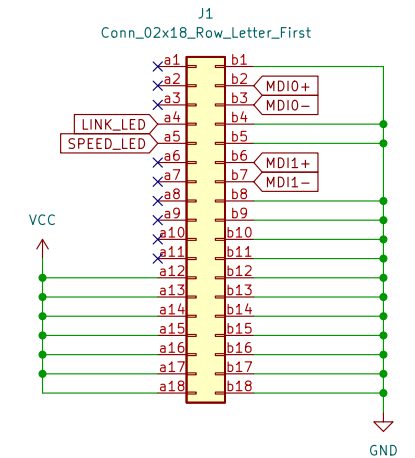 J1
Conn_02x18_Row_Letter_First
a1 b1
a2 b2 MDI0+
a3 b3 MDI0-
LINK_LED a4 b4
SPEED_LED a5 b5
a6 b6 MDI1+
a7 b7 MDI1-
a8 b8
a9 b9
VCC
a10 b10
a11 b11
a12 b12
a13 b13
a14 b14
a15 b15
a16 b16
a17 b17
a18 b18
GND